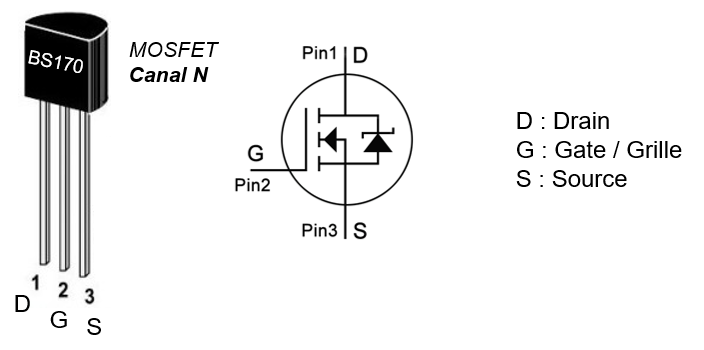 BS170
MOSFET
Canal N
1
2
3
D
G
S
Pin1 D
G
Pin2
Pin3 S
D : Drain
G : Gate / Grille
S : Source